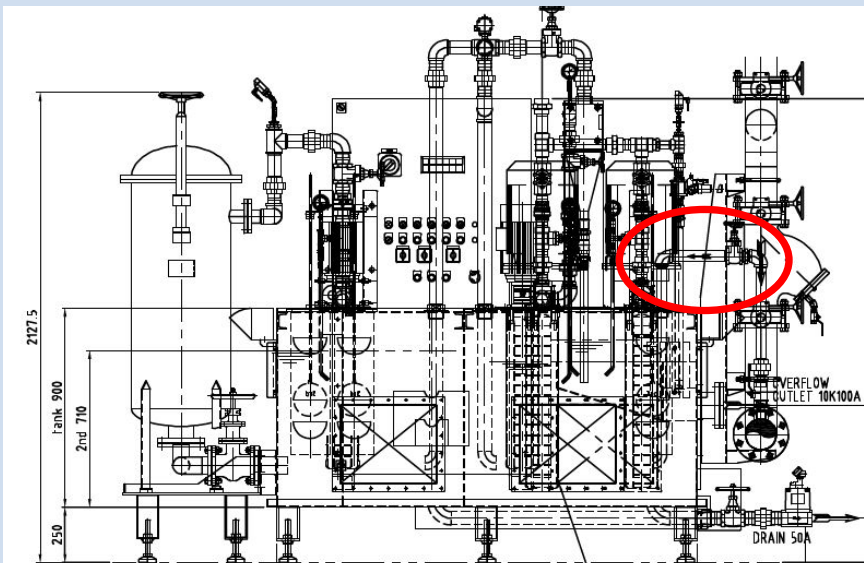 2127.5
tank 900
2nd 710
250
OVERFLOW
OUTLET 10K100A
DRAIN 50A